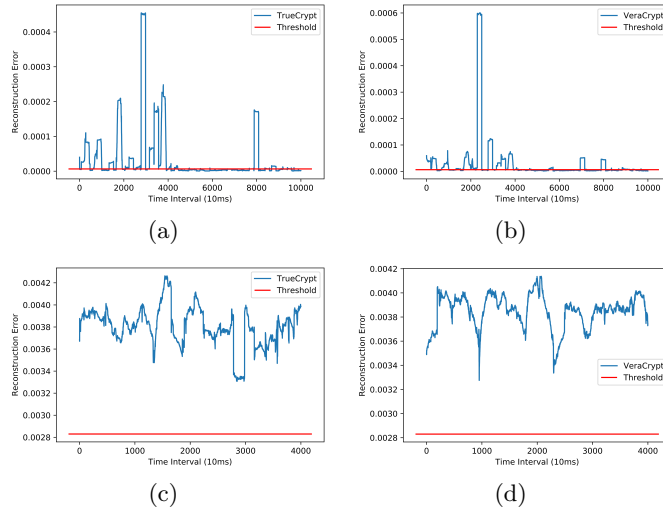 0.0004
0.0003
0.0002
0.0001
0.0000
Reconstruction Error
TrueCrypt
Threshold
0
2000
4000
6000
8000
10000
Time Interval (10ms)
(a)
0.0006
0.0005
0.0004
0.0003
0.0002
0.0001
0.0000
Reconstruction Error
VeraCrypt
Threshold
0
2000
4000
6000
8000
10000
Time Interval (10ms)
(b)
0.0042
0.0040
0.0038
0.0036
0.0034
0.0032
0.0030
0.0028
Reconstruction Error
TrueCrypt
Threshold
0
1000
2000
3000
4000
Time Interval (10ms)
(c)
0.0042
0.0040
0.0038
0.0036
0.0034
0.0032
0.0030
0.0028
Reconstruction Error
VeraCrypt
Threshold
0
1000
2000
3000
4000
Time Interval (10ms)
(d)